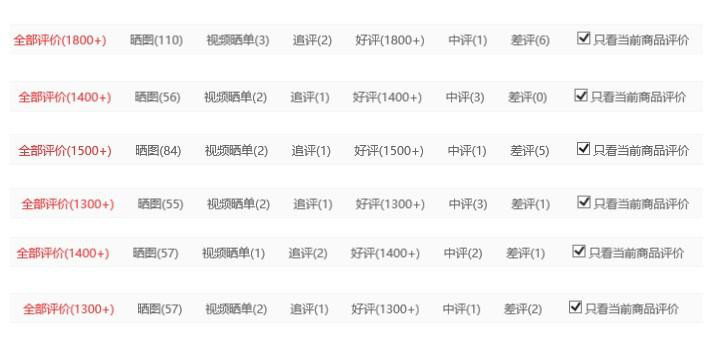 全部评价(1800+) 晒图(110) 视频晒单(3) 追评(2) 好评(1800+) 中评(1) 差评(6) 只看当前商品评价
全部评价(1400+) 晒图(56) 视频晒单(2) 追评(1) 好评(1400+) 中评(3) 差评(0) 只看当前商品评价
全部评价(1500+) 晒图(84) 视频晒单(2) 追评(1) 好评(1500+) 中评(1) 差评(5) 只看当前商品评价
全部评价(1300+) 晒图(55) 视频晒单(2) 追评(1) 好评(1300+) 中评(3) 差评(1) 只看当前商品评价
全部评价(1400+) 晒图(57) 视频晒单(1) 追评(2) 好评(1400+) 中评(2) 差评(1) 只看当前商品评价
全部评价(1300+) 晒图(57) 视频晒单(2) 追评(1) 好评(1300+) 中评(1) 差评(2) 只看当前商品评价